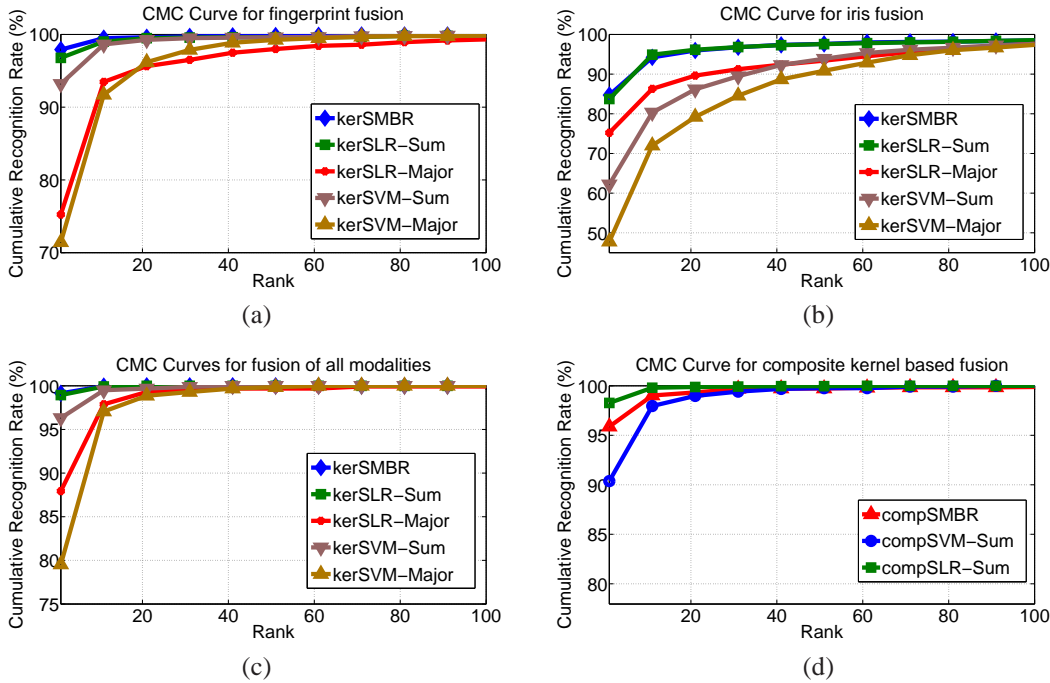 CMC Curve for fingerprint fusion
Cumulative Recognition Rate (%)
100
90
80
70
20
40
60
80
100
Rank
kerSMBR
kerSLR−Sum
kerSLR−Major
kerSVM−Sum
kerSVM−Major
(a)
CMC Curve for iris fusion
Cumulative Recognition Rate (%)
100
90
80
70
60
50
20
40
60
80
100
Rank
kerSMBR
kerSLR−Sum
kerSLR−Major
kerSVM−Sum
kerSVM−Major
(b)
CMC Curves for fusion of all modalities
Cumulative Recognition Rate (%)
100
95
90
85
80
75
20
40
60
80
100
Rank
kerSMBR
kerSLR−Sum
kerSLR−Major
kerSVM−Sum
kerSVM−Major
(c)
CMC Curve for composite kernel based fusion
Cumulative Recognition Rate (%)
100
95
90
85
80
20
40
60
80
100
Rank
compSMBR
compSVM−Sum
compSLR−Sum
(d)